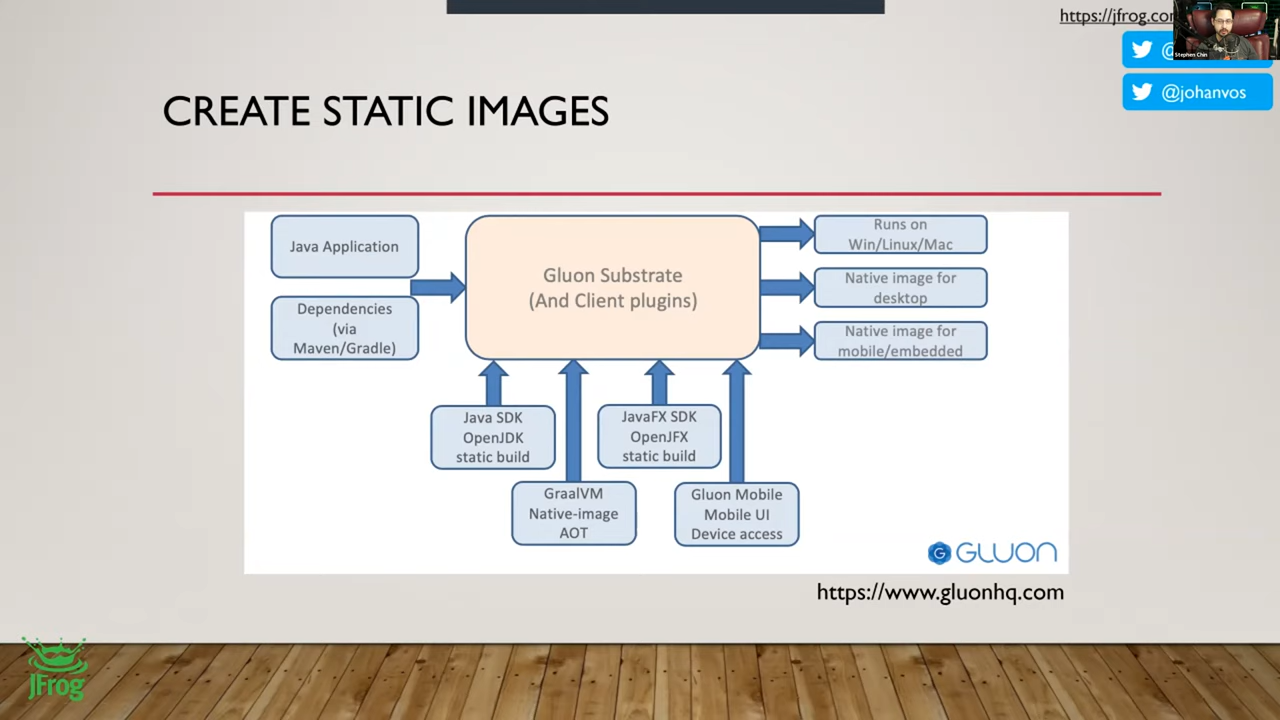 https://jfrog.co
Stephen Chin
@
@johanvos
CREATE STATIC IMAGES
Java Application
Dependencies
(via
Maven/Gradle)
Gluon Substrate
(And Client plugins)
Runs on
Win/Linux/Mac
Native image for
desktop
Native image for
mobile/embedded
Java SDK
OpenJDK
static build
JavaFX SDK
OpenJFX
static build
GraalVM
Native-image
AOT
Gluon Mobile
Mobile UI
Device access
GLUON
https://www.gluonhq.com
JFrog